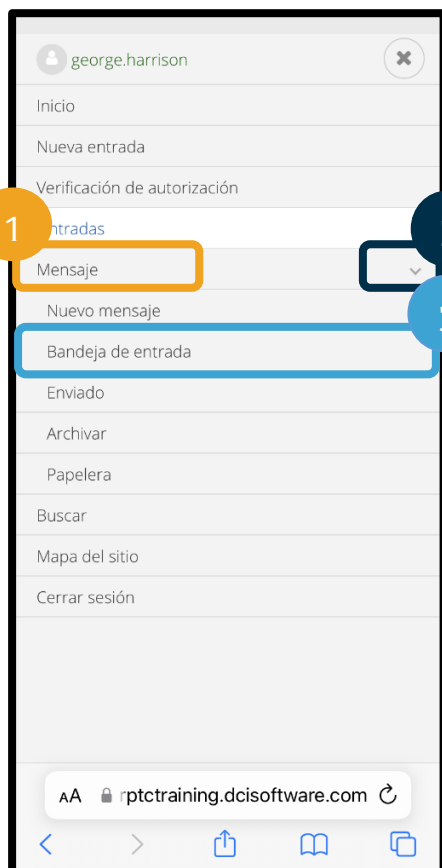 george.harrison
Inicio
Nueva entrada
Verificación de autorización
1
ntradas
Mensaje
Nuevo mensaje
Bandeja de entrada
Enviado
Archivar
Papelera
Buscar
Mapa del sitio
Cerrar sesión
AA rptctraining.dcisoftware.com